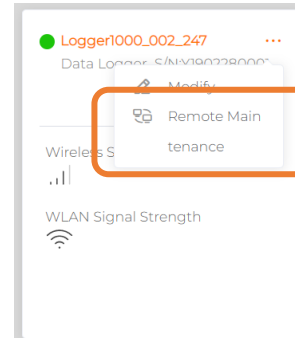 Logger1000_002_247
Data Logger S/N:
Modify
Remote Main
tenance
Wireless S
WLAN Signal Strength